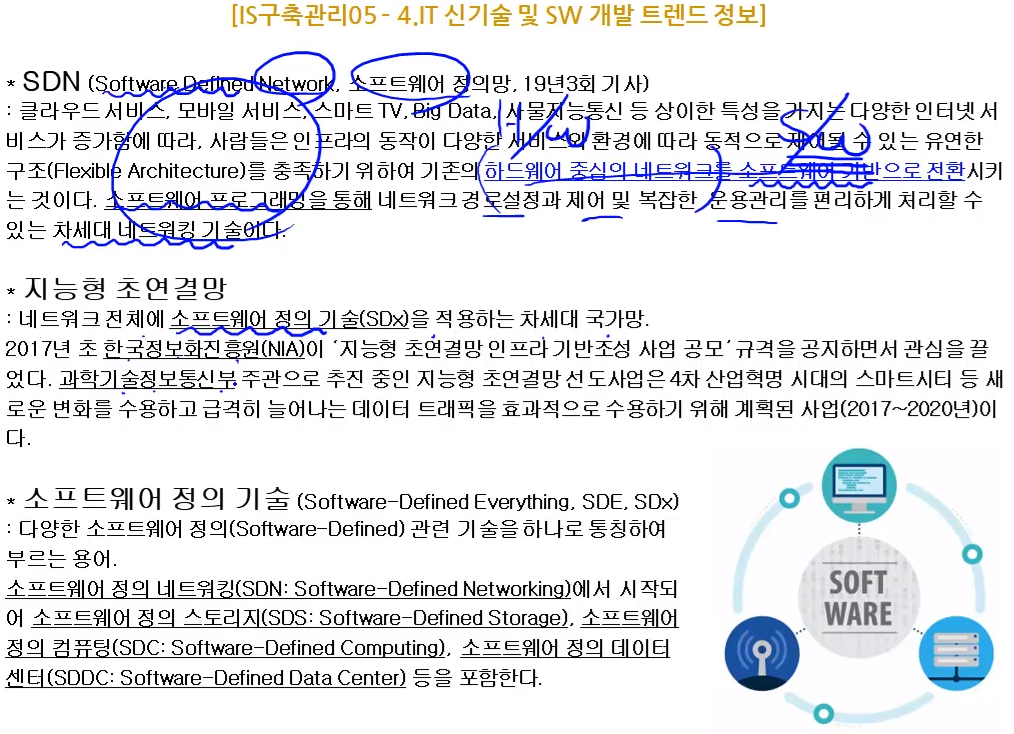 [IS구축관리05 - 4.IT 신기술 및 SW 개발 트렌드 정보]
* SDN (Software Defined Network, 소프트웨어 정의망, 19년3회 기사)
: 클라우드 서비스, 모바일 서비스, 스마트 TV, Big Data, 사물지능통신 등 상이한 특성을 가지는 다양한 인터넷 서
비스가 증가함에 따라, 사람들은 인프라의 동작이 다양한 서비스와 환경에 따라 동적으로 제어될 수 있는 유연한
구조(Flexible Architecture)를 충족하기 위하여 기존의 하드웨어 중심의 네트워크를 소프트웨어 기반으로 전환시키
는 것이다. 소프트웨어 프로그래밍을 통해 네트워크 경로설정과 제어 및 복잡한 운용관리를 편리하게 처리할 수
있는 차세대 네트워킹 기술이다.
H/W
S/W
* 지능형 초연결망
: 네트워크 전체에 소프트웨어 정의 기술(SDx)을 적용하는 차세대 국가망.
2017년 초 한국정보화진흥원(NIA)이 '지능형 초연결망 인프라 기반조성 사업 공모' 규격을 공지하면서 관심을 끌
었다. 과학기술정보통신부 주관으로 추진 중인 지능형 초연결망 선도사업은 4차 산업혁명 시대의 스마트시티 등 새
로운 변화를 수용하고 급격히 늘어나는 데이터 트래픽을 효과적으로 수용하기 위해 계획된 사업(2017~2020년)이
다.
* 소프트웨어 정의 기술 (Software-Defined Everything, SDE, SDx)
: 다양한 소프트웨어 정의(Software-Defined) 관련 기술을 하나로 통칭하여
부르는 용어.
소프트웨어 정의 네트워킹(SDN: Software-Defined Networking)에서 시작되
어 소프트웨어 정의 스토리지(SDS: Software-Defined Storage), 소프트웨어
정의 컴퓨팅(SDC: Software-Defined Computing), 소프트웨어 정의 데이터
센터(SDDC: Software-Defined Data Center) 등을 포함한다.
SOFT
WARE